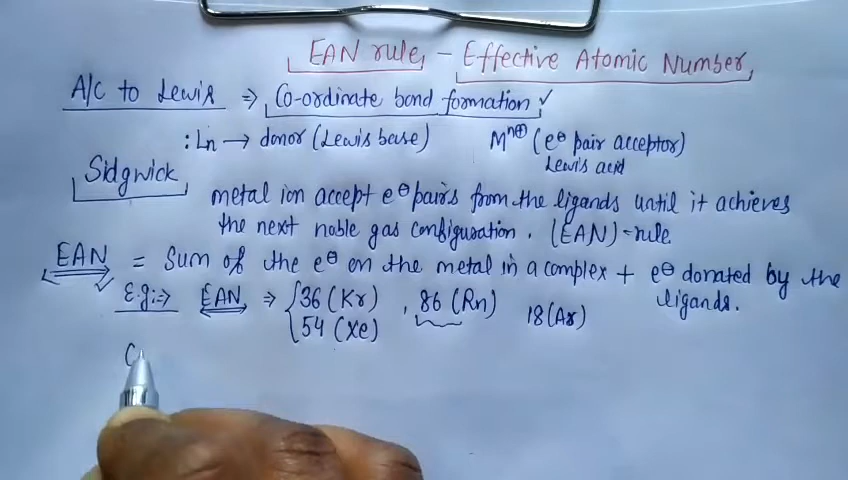 EAN rule, - Effective Atomic Number,
A/C to Lewis ⇒ Co-ordinate bond formation ✓
:Ln → donor (Lewis base) Mⁿ⊕ (e⊖ pair acceptor)
Lewis acid
Sidgwick
metal ion accept e⊖ pairs from the ligands until it achieves
the next noble gas configuration. (EAN)-rule
EAN = Sum of the e⊖ on the metal in a complex + e⊖ donated by the
ligands.
E.g:⇒ EAN ⇒ { 36 (Kr) , 86 (Rn) 18 (Ar)
54 (Xe)